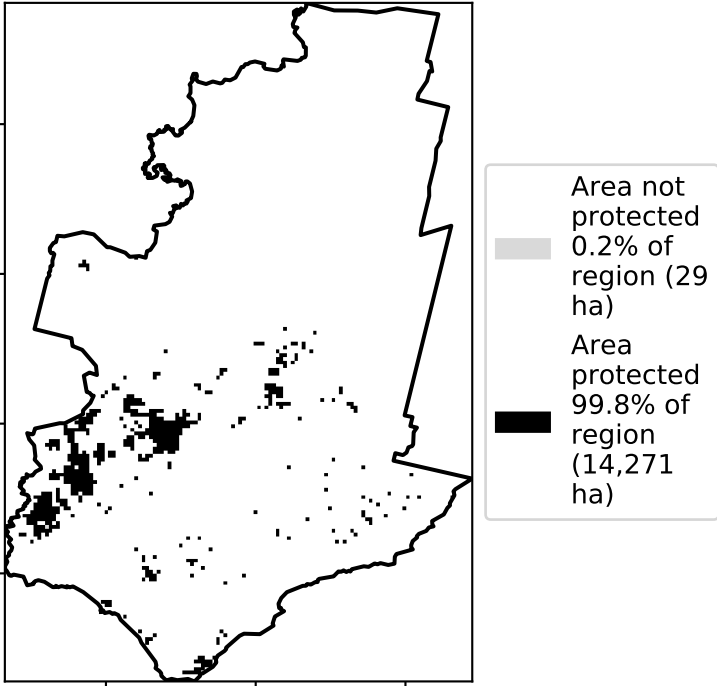 Area not
protected
0.2% of
region (29
ha)
Area
protected
99.8% of
region
(14,271
ha)